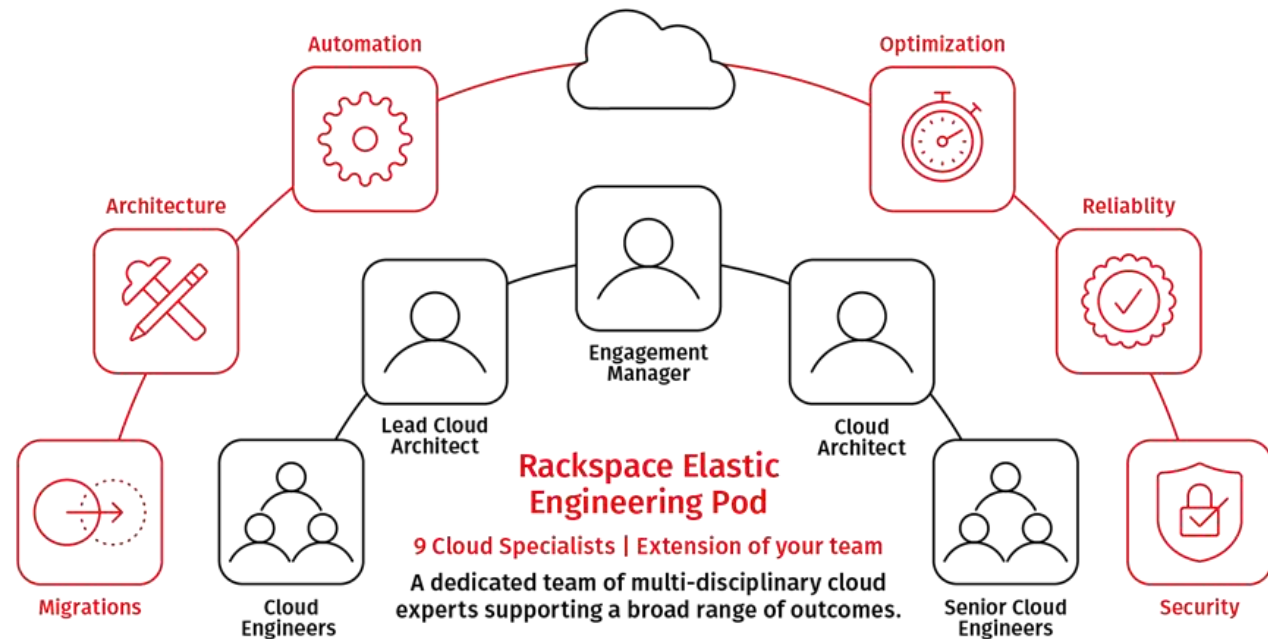 Automation
Optimization
Architecture
Reliablity
Engagement
Manager
Lead Cloud
Architect
Cloud
Architect
Rackspace Elastic
Engineering Pod
9 Cloud Specialists | Extension of your team
A dedicated team of multi-disciplinary cloud
experts supporting a broad range of outcomes.
Migrations
Cloud
Engineers
Senior Cloud
Engineers
Security